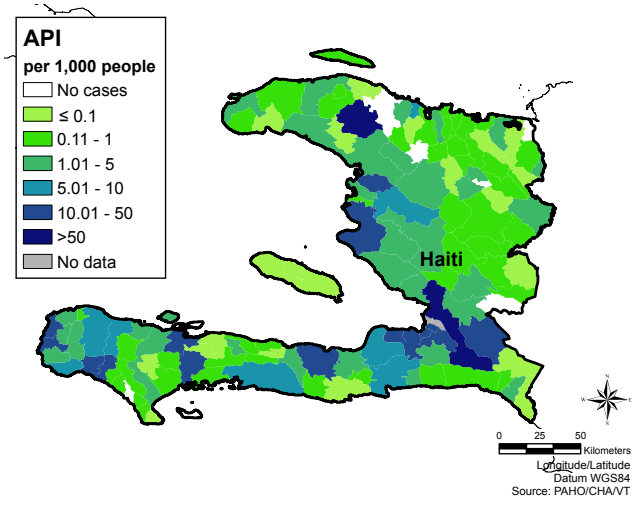 API
per 1,000 people
No cases
≤ 0.1
0.11 - 1
1.01 - 5
5.01 - 10
10.01 - 50
>50
No data
Haiti
N
W E
S
0 25 50
Kilometers
Longitude/Latitude
Datum WGS84
Source: PAHO/CHA/VT